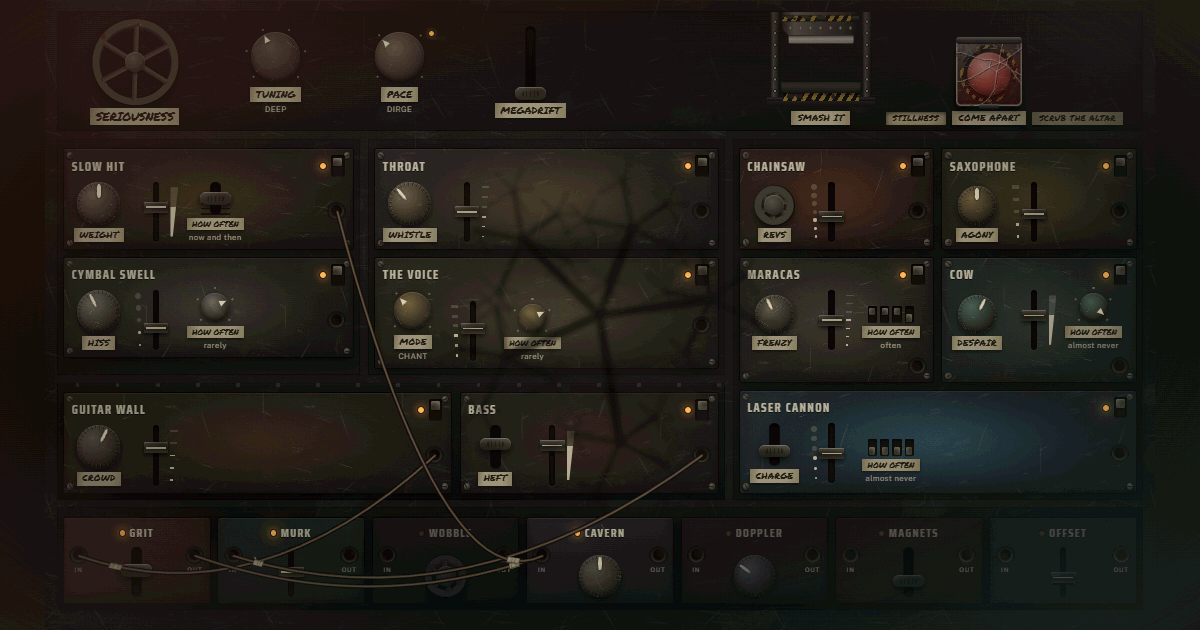 SERIOUSNESS
TUNING
DEEP
PACE
DIRGE
MEGADRIFT
SMASH IT
STILLNESS
COME APART
SCRUB THE ALTAR
SLOW HIT
WEIGHT
HOW OFTEN
now and then
THROAT
WHISTLE
CHAINSAW
REVS
SAXOPHONE
AGONY
CYMBAL SWELL
HISS
HOW OFTEN
rarely
THE VOICE
MODE
CHANT
HOW OFTEN
rarely
MARACAS
FRENZY
HOW OFTEN
often
COW
DESPAIR
HOW OFTEN
almost never
GUITAR WALL
CROWD
BASS
HEFT
LASER CANNON
CHARGE
HOW OFTEN
almost never
GRIT
IN
OUT
MURK
IN
OUT
WOBBLE
IN
OUT
CAVERN
IN
OUT
DOPPLER
IN
OUT
MAGNETS
IN
OUT
OFFSET
IN
OUT